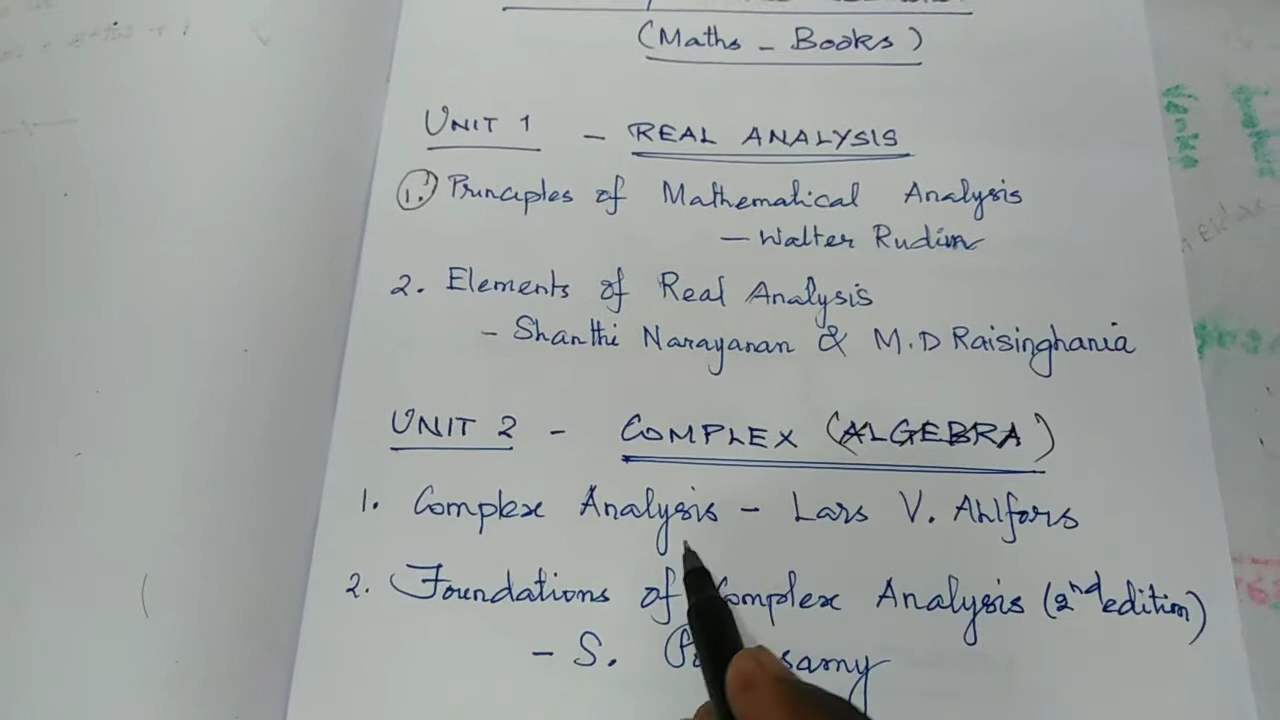 (Maths - Books)
UNIT 1 - REAL ANALYSIS
1. Principles of Mathematical Analysis
- Walter Rudin
2. Elements of Real Analysis
- Shanthi Narayanan & M.D Raisinghania
UNIT 2 - COMPLEX (ALGEBRA)
1. Complex Analysis - Lars V. Ahlfors
2. Foundations of Complex Analysis (2nd edition)
- S.